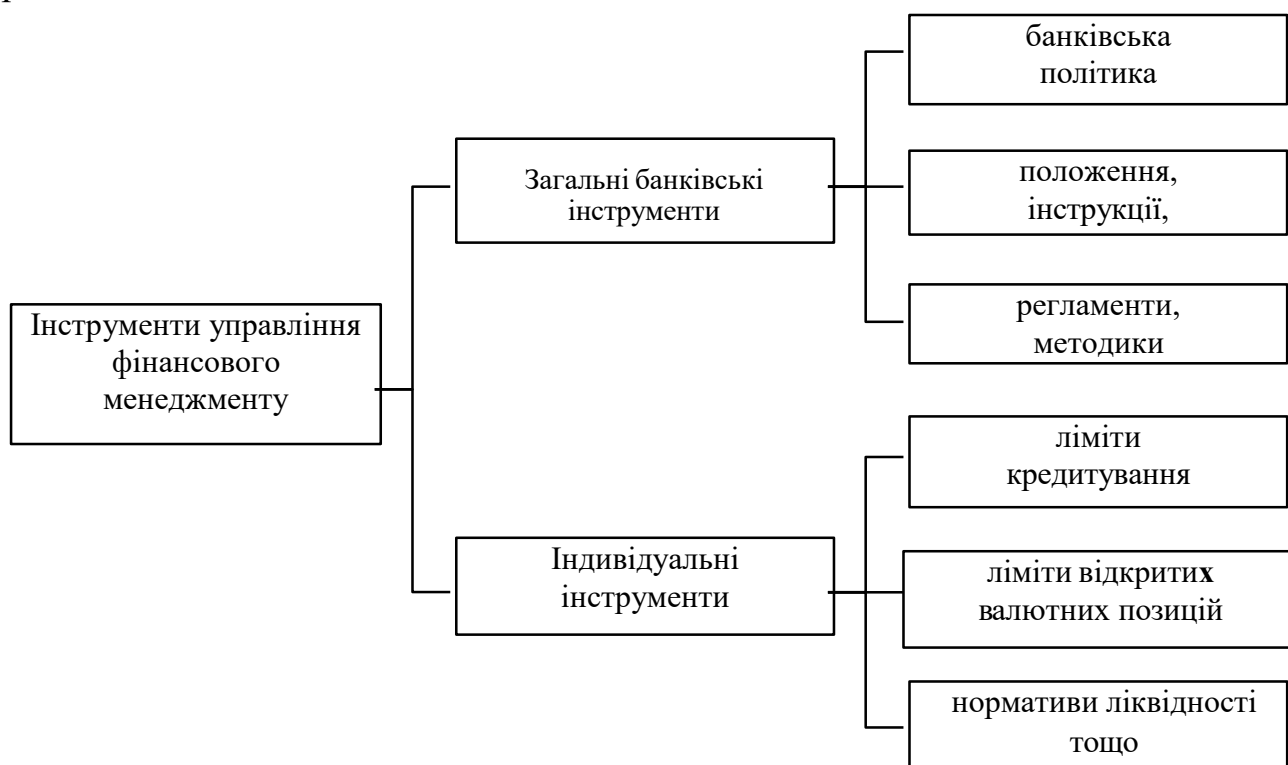 банківська
політика
Загальні банківські
інструменти
положення,
інструкції,
регламенти,
методики
Інструменти управління
фінансового
менеджменту
ліміти
кредитування
Індивідуальні
інструменти
ліміти відкритих
валютних позицій
нормативи ліквідності
тощо